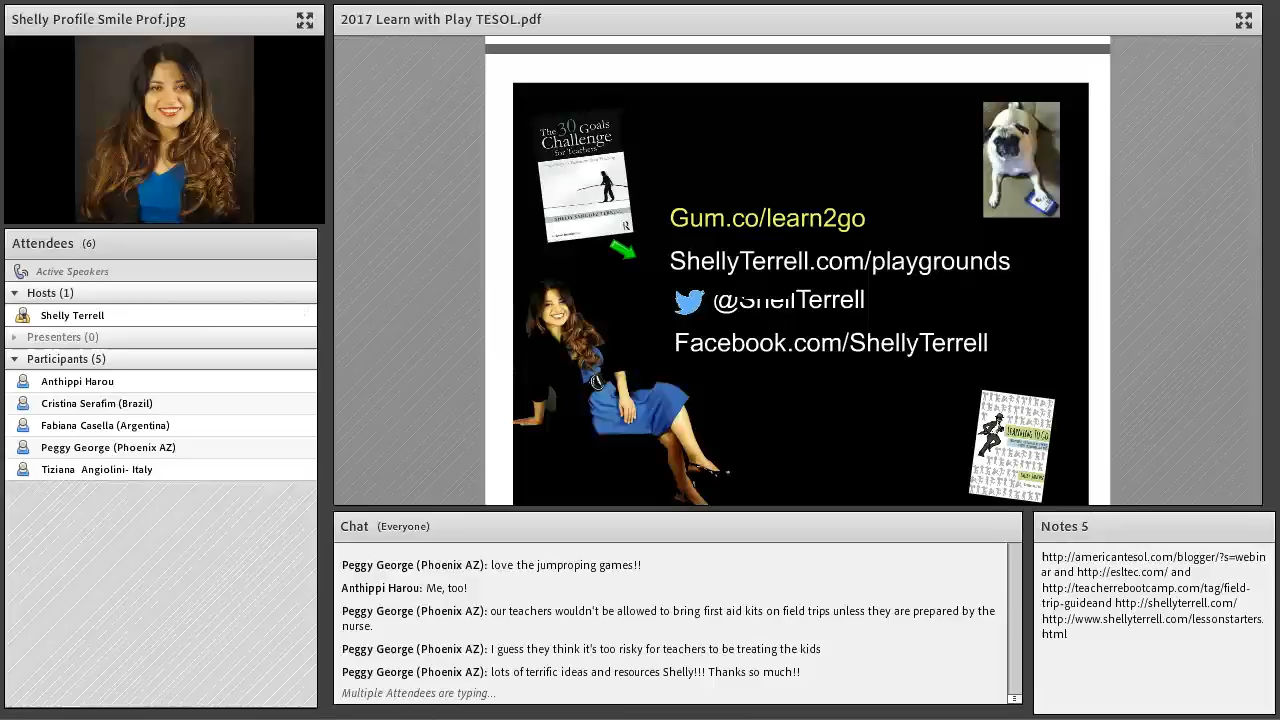 Shelly Profile Smile Prof.jpg
2017 Learn with Play TESOL.pdf
Attendees (6)
Active Speakers
Hosts (1)
Shelly Terrell
Presenters (0)
Participants (5)
Anthippi Harou
Cristina Serafim (Brazil)
Fabiana Casella (Argentina)
Peggy George (Phoenix AZ)
Tiziana Angiolini- Italy
The 30 Goals
Challenge
for Teachers
Gum.co/learn2go
ShellyTerrell.com/playgrounds
@ShellTerrell
Facebook.com/ShellyTerrell
LEARNING TO GO
Chat (Everyone)
Peggy George (Phoenix AZ): love the jumproping games!!
Anthippi Harou: Me, too!
Peggy George (Phoenix AZ): our teachers wouldn't be allowed to bring first aid kits on field trips unless they are prepared by the
nurse.
Peggy George (Phoenix AZ): I guess they think it's too risky for teachers to be treating the kids
Peggy George (Phoenix AZ): lots of terrific ideas and resources Shelly!!! Thanks so much!!
Multiple Attendees are typing...
Notes 5
http://americantesol.com/blogger/?s=webin
ar and http://esltec.com/ and
http://teacherrebootcamp.com/tag/field-
trip-guideand http://shellyterrell.com/
http://www.shellyterrell.com/lessonstarters.
html